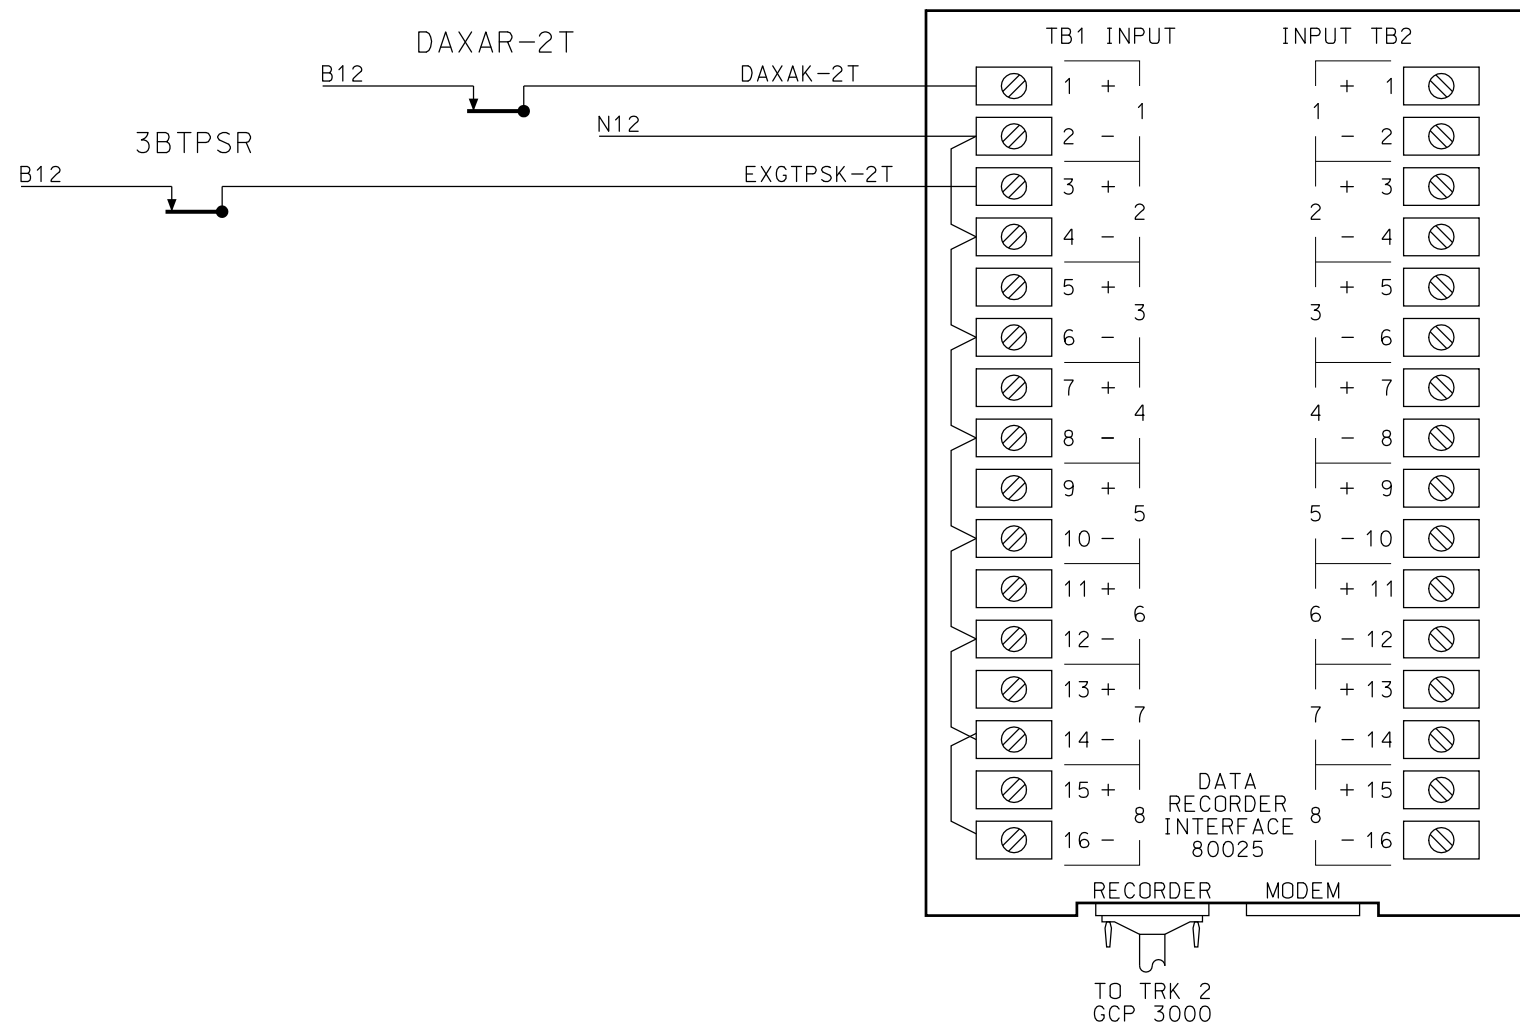 TB1 INPUT INPUT TB2
DAXAR-2T
B12 DAXAK-2T 1 + + 1
1 1
N12 2 - - 2
3BTPSR
B12 EXGTPSK-2T 3 + + 3
2 2
4 - - 4
5 + + 5
3 3
6 - - 6
7 + + 7
4 4
8 - - 8
9 + + 9
5 5
10 - - 10
11 + + 11
6 6
12 - - 12
13 + + 13
7 7
14 - - 14
15 + + 15
8 8
16 - - 16
DATA
RECORDER
INTERFACE
80025
RECORDER MODEM
TO TRK 2
GCP 3000